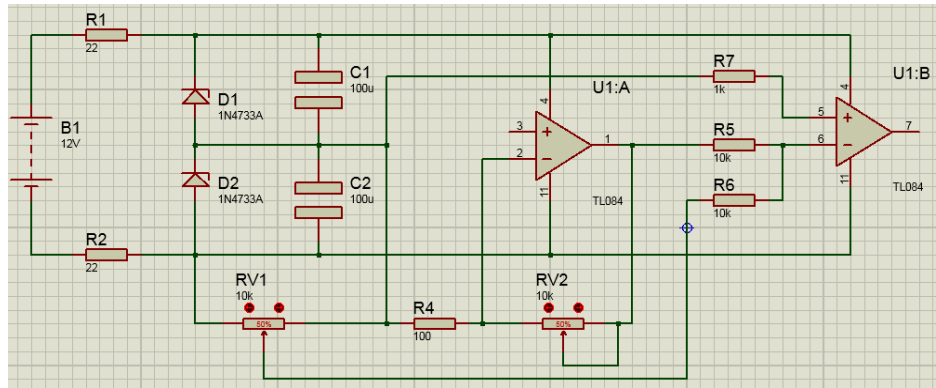 R1
22
B1
12V
R2
22
D1
1N4733A
D2
1N4733A
C1
100u
C2
100u
RV1
10k
50%
R4
100
RV2
10k
50%
U1:A
3
2
4
11
1
TL084
R7
1k
R5
10k
R6
10k
U1:B
5
6
4
11
7
TL084